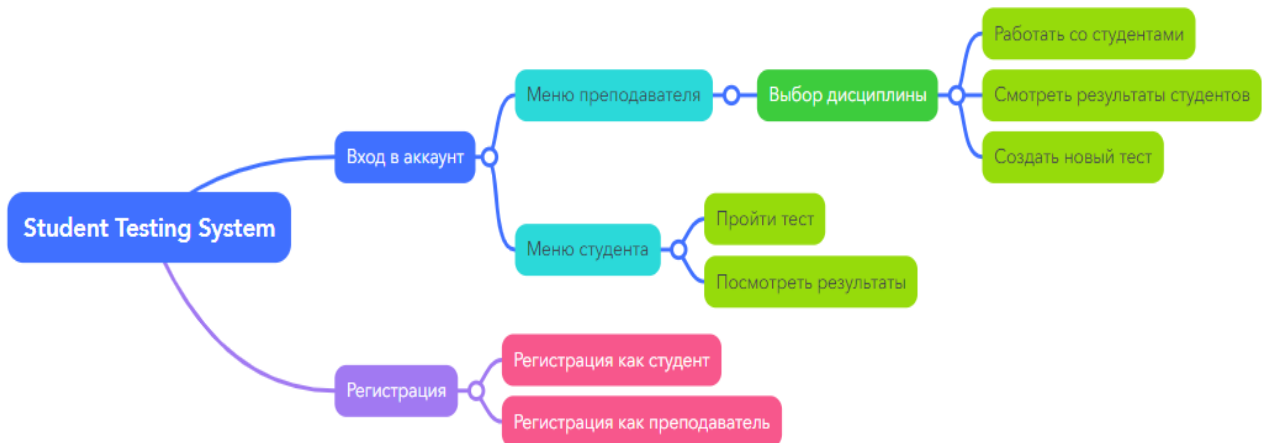 Student Testing System
Вход в аккаунт
Меню преподавателя
Выбор дисциплины
Работать со студентами
Смотреть результаты студентов
Создать новый тест
Меню студента
Пройти тест
Посмотреть результаты
Регистрация
Регистрация как студент
Регистрация как преподаватель